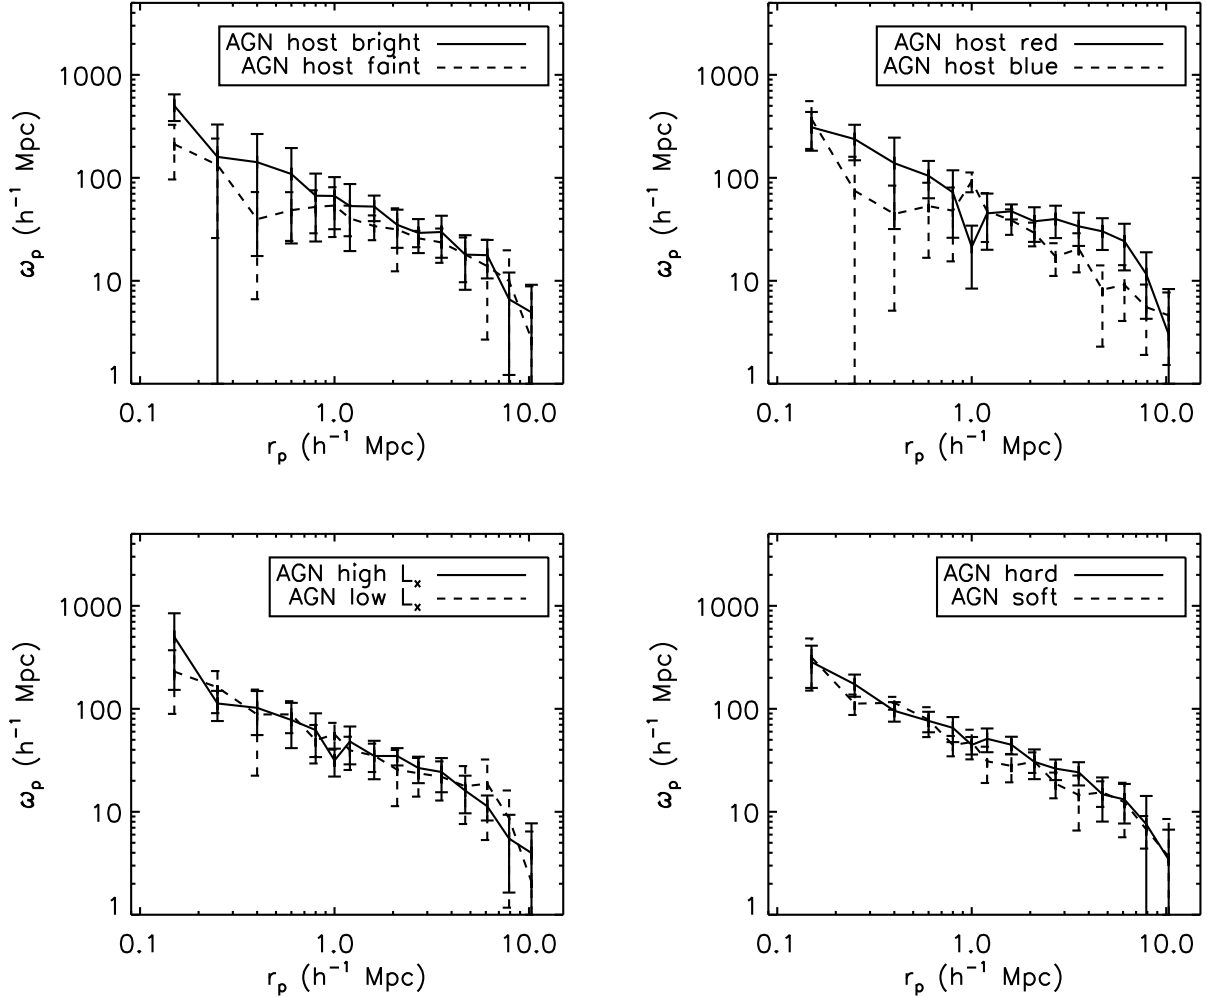 AGN host bright
AGN host faint
1000
100
10
1
ω_p (h⁻¹ Mpc)
0.1 1.0 10.0
r_p (h⁻¹ Mpc)
AGN host red
AGN host blue
1000
100
10
1
ω_p (h⁻¹ Mpc)
0.1 1.0 10.0
r_p (h⁻¹ Mpc)
AGN high L_x
AGN low L_x
1000
100
10
1
ω_p (h⁻¹ Mpc)
0.1 1.0 10.0
r_p (h⁻¹ Mpc)
AGN hard
AGN soft
1000
100
10
1
ω_p (h⁻¹ Mpc)
0.1 1.0 10.0
r_p (h⁻¹ Mpc)